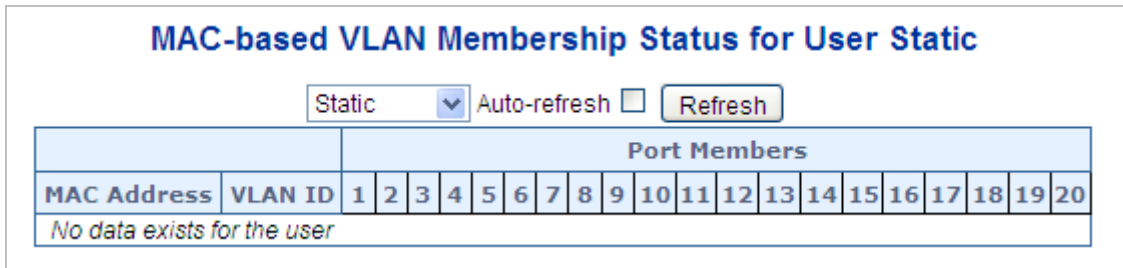 MAC-based VLAN Membership Status for User Static
Static Auto-refresh Refresh
Port Members
MAC Address VLAN ID 1 2 3 4 5 6 7 8 9 10 11 12 13 14 15 16 17 18 19 20
No data exists for the user